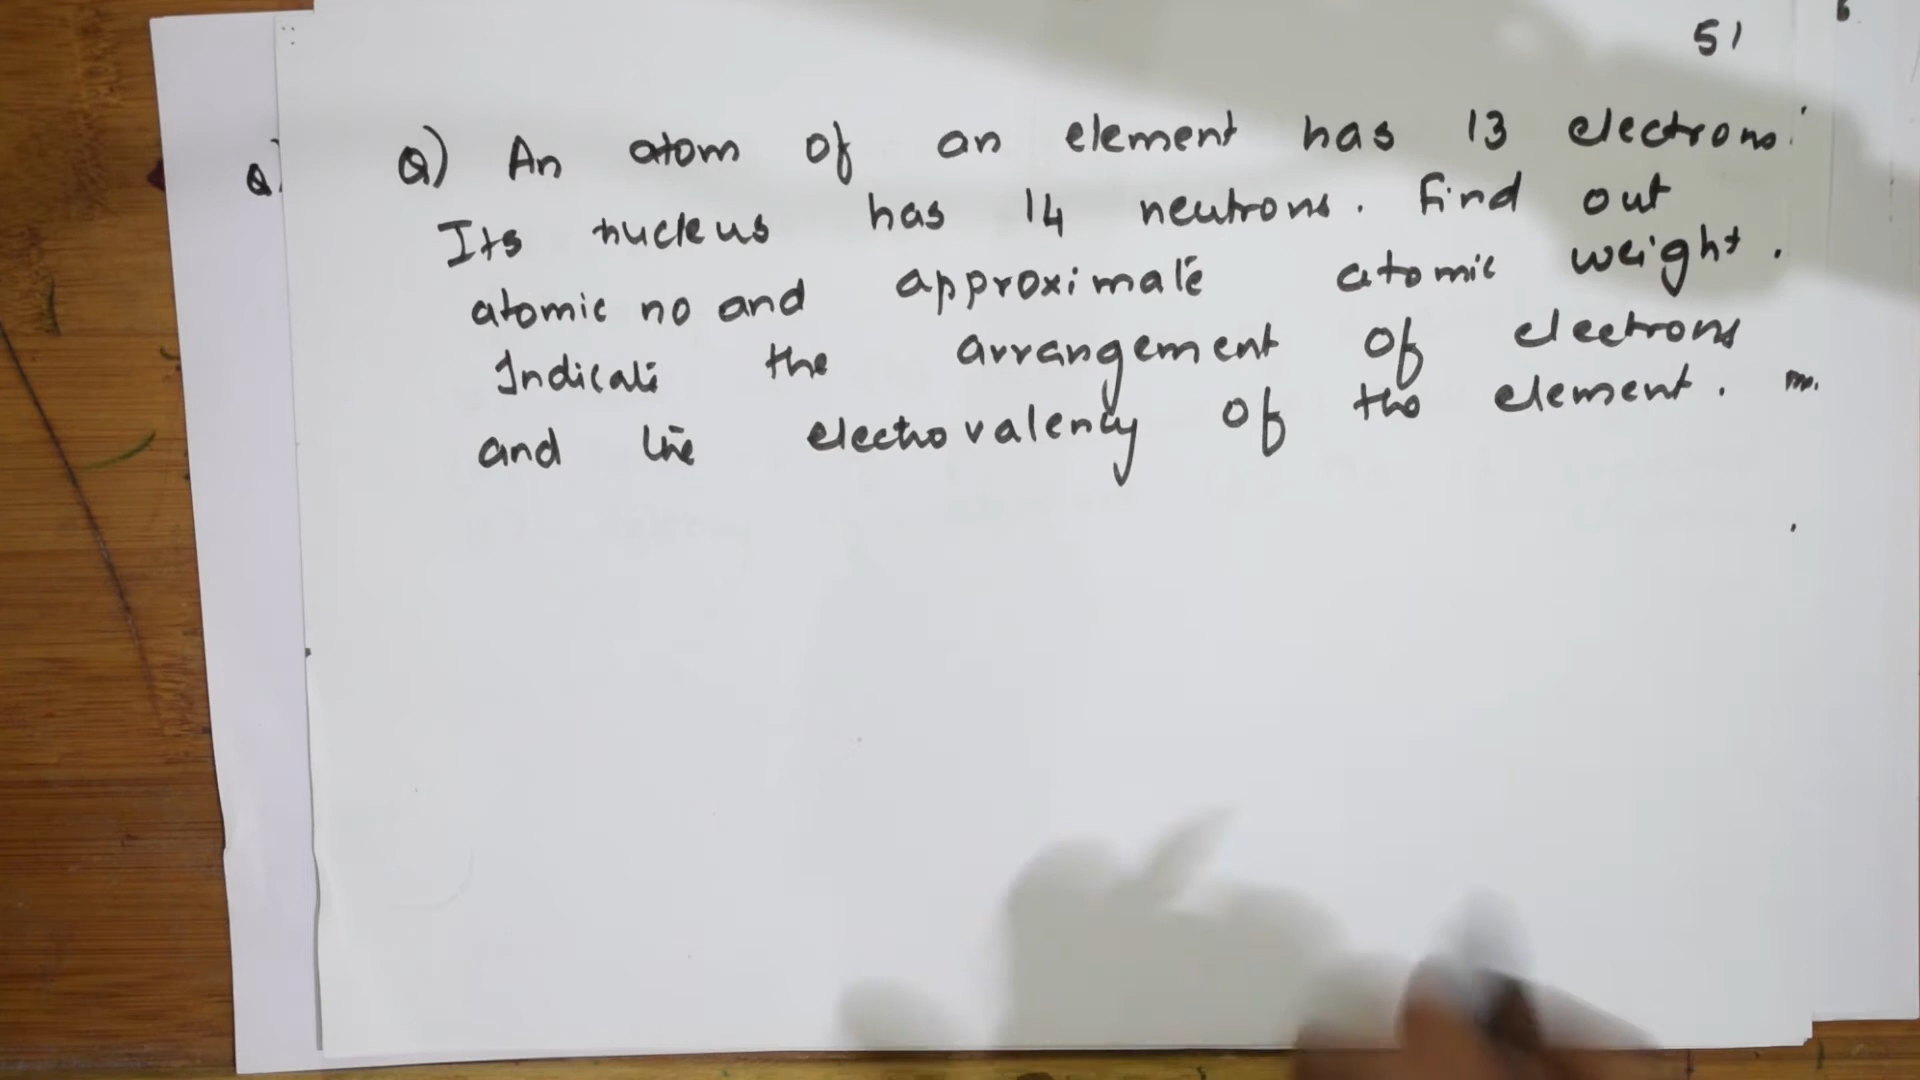 51
Q) An atom of an element has 13 electrons.
Its nucleus has 14 neutrons. Find out
atomic no and approximate atomic weight.
Indicate the arrangement of electrons
and the electrovalency of the element.
Q